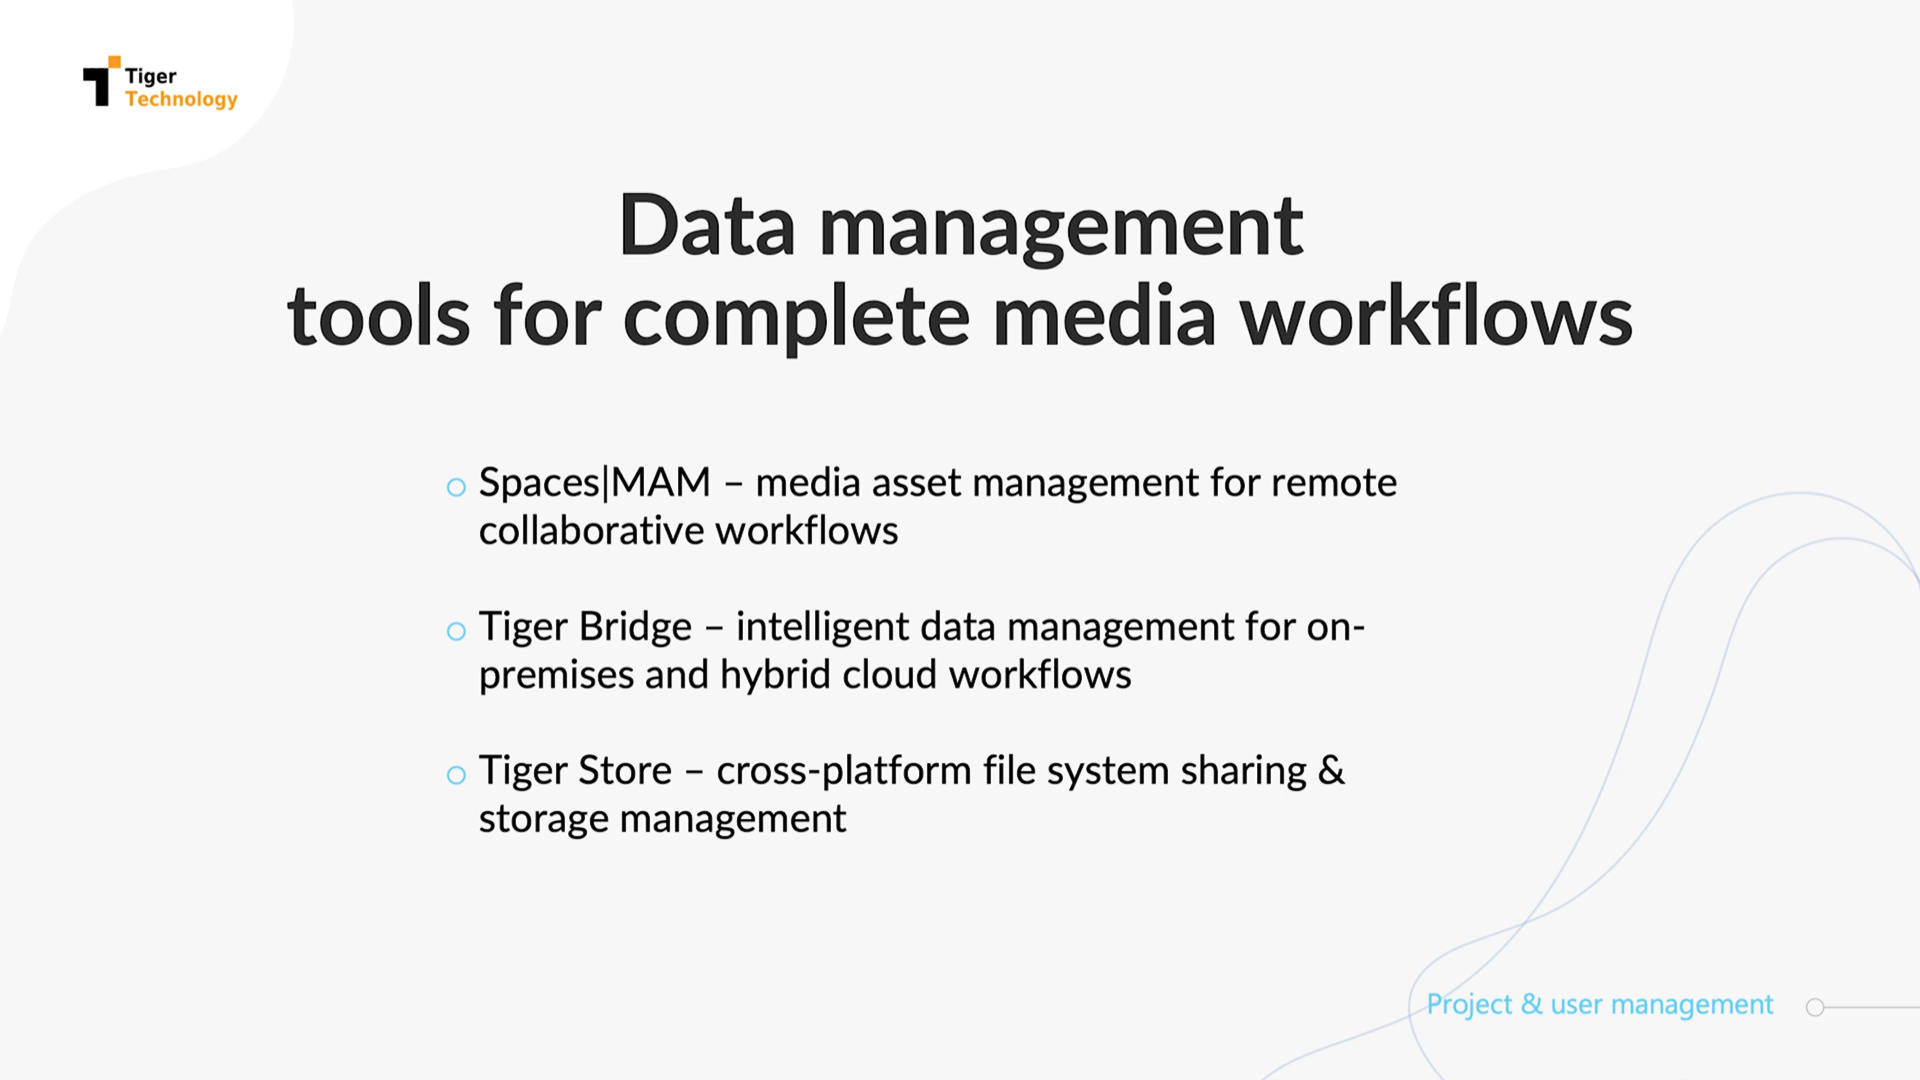 Tiger
Technology
Data management
tools for complete media workflows
Spaces|MAM – media asset management for remote
collaborative workflows
Tiger Bridge – intelligent data management for on-
premises and hybrid cloud workflows
Tiger Store – cross-platform file system sharing &
storage management
Project & user management